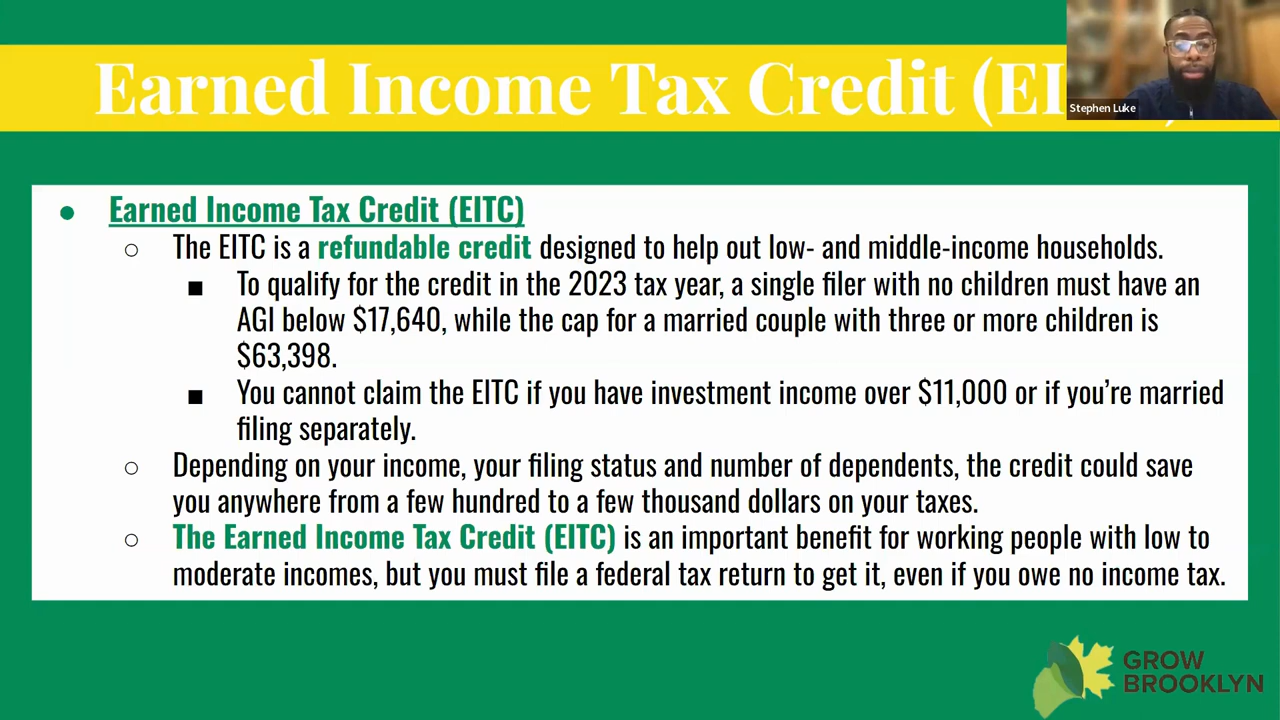 Earned Income Tax Credit (EI
Stephen Luke
● Earned Income Tax Credit (EITC)
○ The EITC is a refundable credit designed to help out low- and middle-income households.
■ To qualify for the credit in the 2023 tax year, a single filer with no children must have an
AGI below $17,640, while the cap for a married couple with three or more children is
$63,398.
■ You cannot claim the EITC if you have investment income over $11,000 or if you’re married
filing separately.
○ Depending on your income, your filing status and number of dependents, the credit could save
you anywhere from a few hundred to a few thousand dollars on your taxes.
○ The Earned Income Tax Credit (EITC) is an important benefit for working people with low to
moderate incomes, but you must file a federal tax return to get it, even if you owe no income tax.
GROW
BROOKLYN